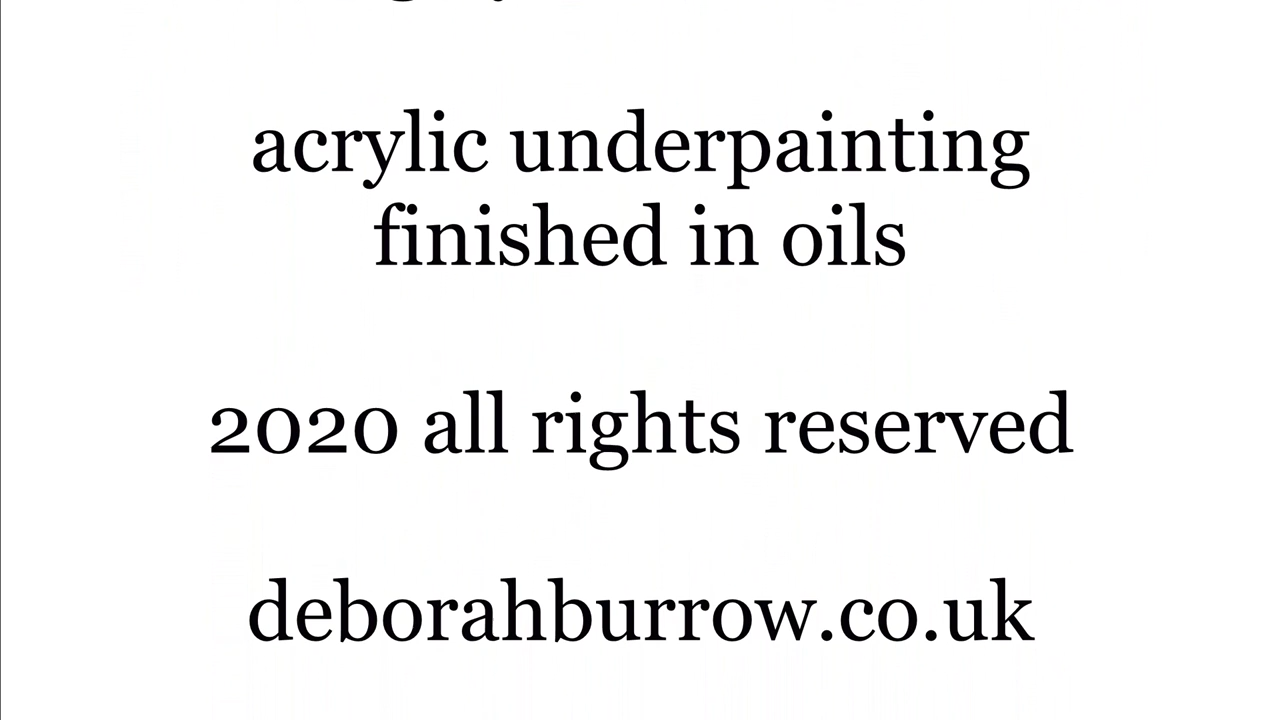 acrylic underpainting
finished in oils
2020 all rights reserved
deborahburrow.co.uk